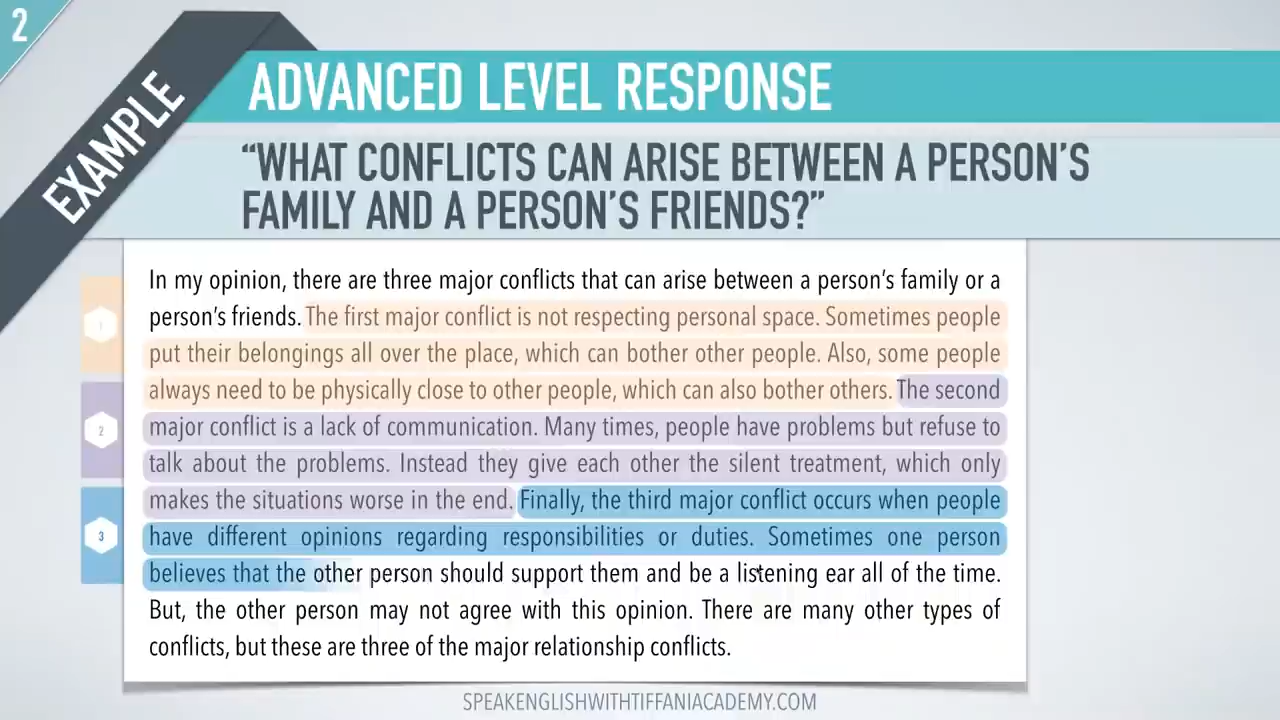 2
EXAMPLE
ADVANCED LEVEL RESPONSE
“WHAT CONFLICTS CAN ARISE BETWEEN A PERSON’S
FAMILY AND A PERSON’S FRIENDS?”
In my opinion, there are three major conflicts that can arise between a person’s family or a
person’s friends. The first major conflict is not respecting personal space. Sometimes people
put their belongings all over the place, which can bother other people. Also, some people
always need to be physically close to other people, which can also bother others. The second
major conflict is a lack of communication. Many times, people have problems but refuse to
talk about the problems. Instead they give each other the silent treatment, which only
makes the situations worse in the end. Finally, the third major conflict occurs when people
have different opinions regarding responsibilities or duties. Sometimes one person
believes that the other person should support them and be a listening ear all of the time.
But, the other person may not agree with this opinion. There are many other types of
conflicts, but these are three of the major relationship conflicts.
1
2
3
SPEAKENGLISHWITHTIFFANIACADEMY.COM